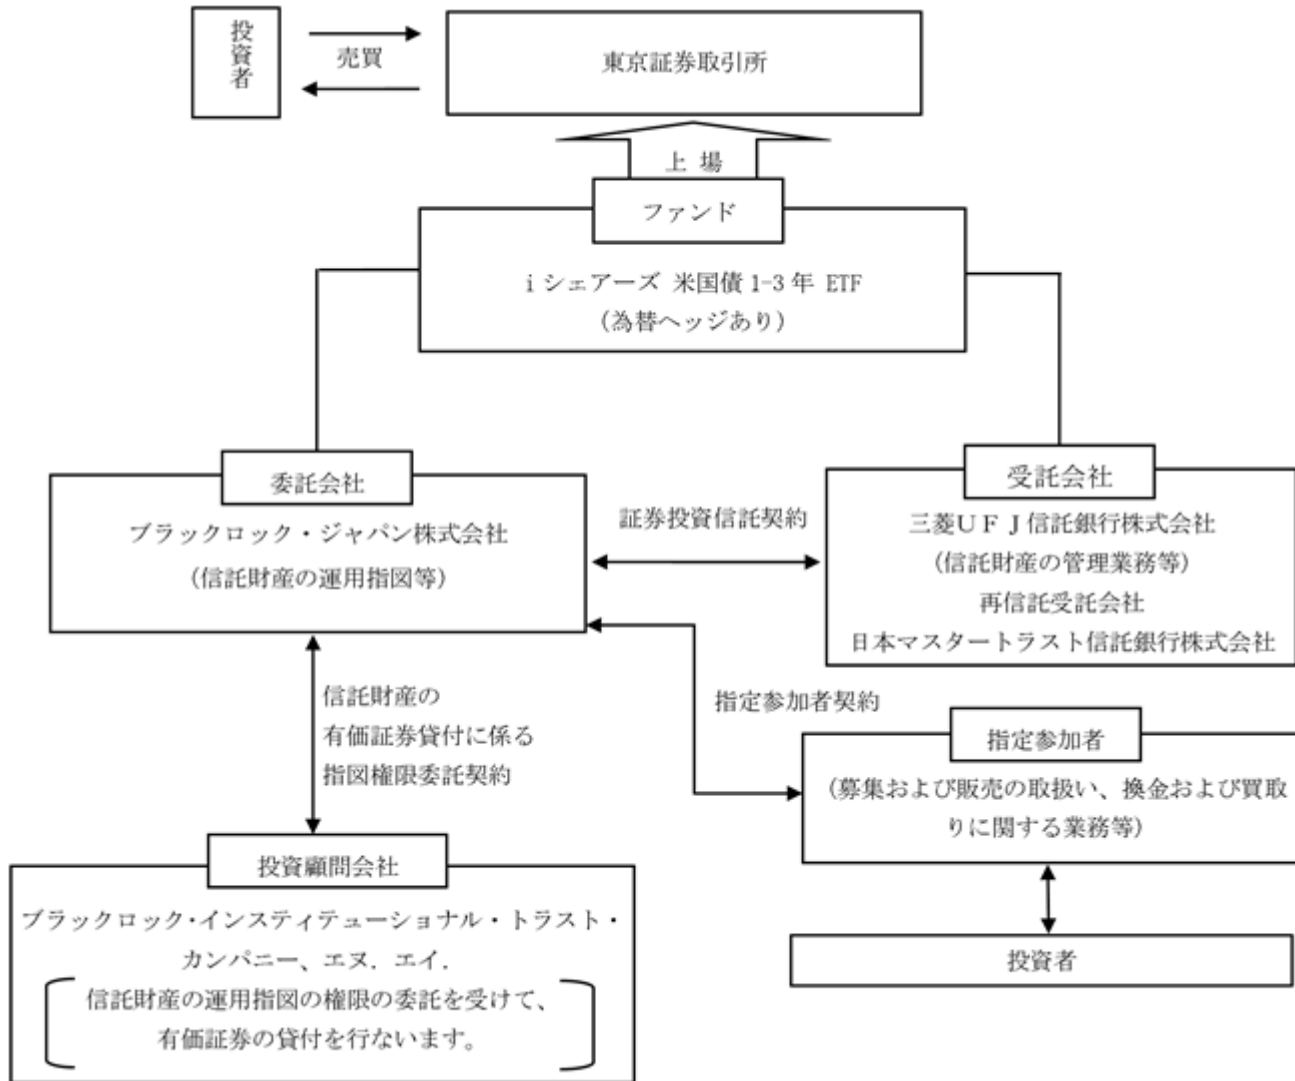 投資者
売買
東京証券取引所
上 場
ファンド
iシェアーズ 米国債1-3年 ETF
（為替ヘッジあり）
委託会社
ブラックロック・ジャパン株式会社
（信託財産の運用指図等）
証券投資信託契約
受託会社
三菱ＵＦＪ信託銀行株式会社
（信託財産の管理業務等）
再信託受託会社
日本マスタートラスト信託銀行株式会社
信託財産の
有価証券貸付に係る
指図権限委託契約
指定参加者契約
指定参加者
（募集および販売の取扱い、換金および買取
りに関する業務等）
投資顧問会社
ブラックロック・インスティテューショナル・トラスト・
カンパニー、エヌ．エイ．
信託財産の運用指図の権限の委託を受けて、
有価証券の貸付を行ないます。
投資者